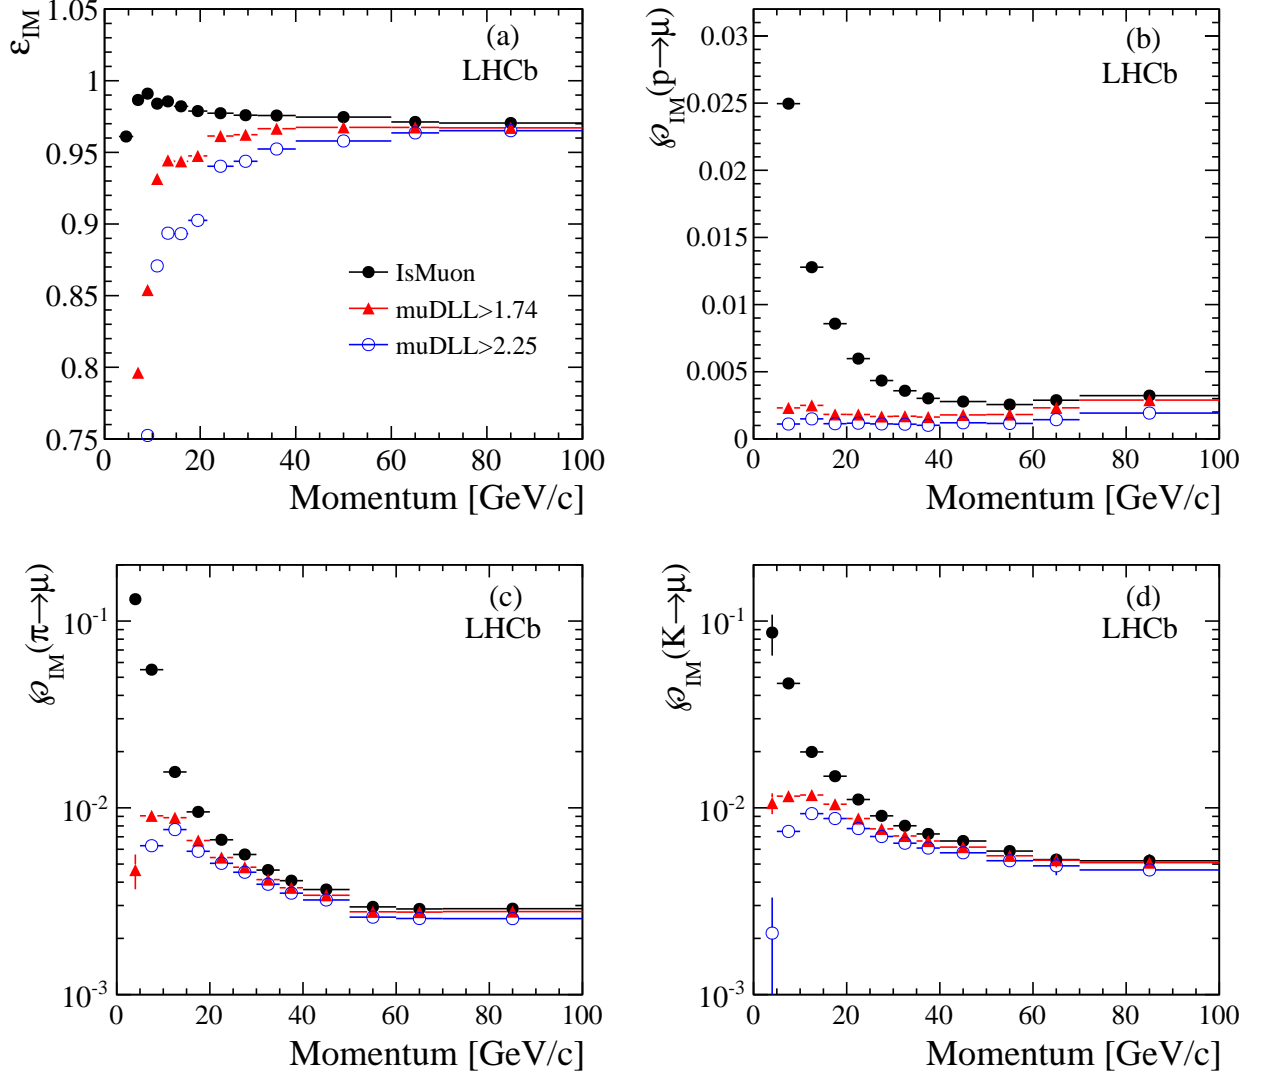 ε_IM
1.05
1
0.95
0.9
0.85
0.8
0.75
(a)
LHCb
IsMuon
muDLL>1.74
muDLL>2.25
0 20 40 60 80 100
Momentum [GeV/c]
℘_IM(p→μ)
0.03
0.025
0.02
0.015
0.01
0.005
0
(b)
LHCb
0 20 40 60 80 100
Momentum [GeV/c]
℘_IM(π→μ)
10^-1
10^-2
10^-3
(c)
LHCb
0 20 40 60 80 100
Momentum [GeV/c]
℘_IM(K→μ)
10^-1
10^-2
10^-3
(d)
LHCb
0 20 40 60 80 100
Momentum [GeV/c]